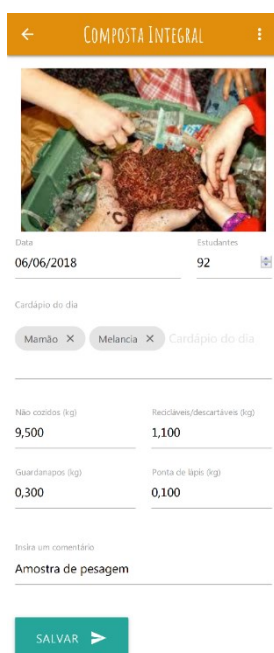 Composta Integral
Data Estudantes
06/06/2018 92
Cardápio do dia
Mamão X Melancia X Cardápio do dia
Não cozidos (kg) Recicláveis/descartáveis (kg)
9,500 1,100
Guardanapos (kg) Ponta de lápis (kg)
0,300 0,100
Insira um comentário
Amostra de pesagem
SALVAR